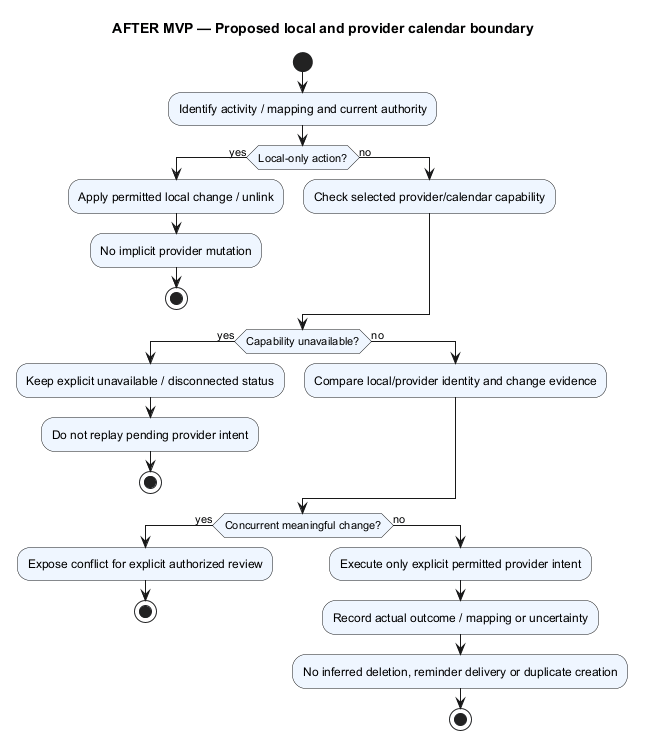 AFTER MVP — Proposed local and provider calendar boundary
Identify activity / mapping and current authority
yes
Local-only action?
no
Apply permitted local change / unlink
Check selected provider/calendar capability
No implicit provider mutation
yes
Capability unavailable?
no
Keep explicit unavailable / disconnected status
Compare local/provider identity and change evidence
Do not replay pending provider intent
yes
Concurrent meaningful change?
no
Expose conflict for explicit authorized review
Execute only explicit permitted provider intent
Record actual outcome / mapping or uncertainty
No inferred deletion, reminder delivery or duplicate creation